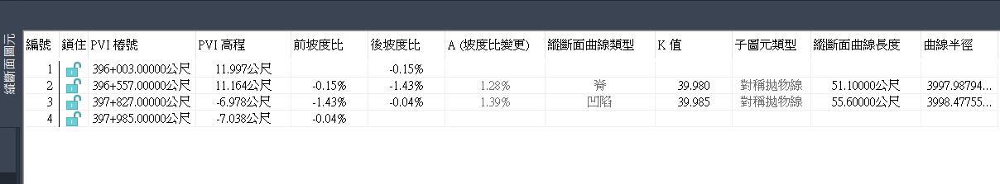 縱斷面圖元
編號 鎖住 PVI 樁號 PVI 高程 前坡度比 後坡度比 A (坡度比變更) 縱斷面曲線類型 K 值 子圖元類型 縱斷面曲線長度 曲線半徑
1 396+003.00000公尺 11.997公尺 -0.15%
2 396+557.00000公尺 11.164公尺 -0.15% -1.43% 1.28% 脊 39.980 對稱拋物線 51.10000公尺 3997.98794...
3 397+827.00000公尺 -6.978公尺 -1.43% -0.04% 1.39% 凹陷 39.985 對稱拋物線 55.60000公尺 3998.47755...
4 397+985.00000公尺 -7.038公尺 -0.04%